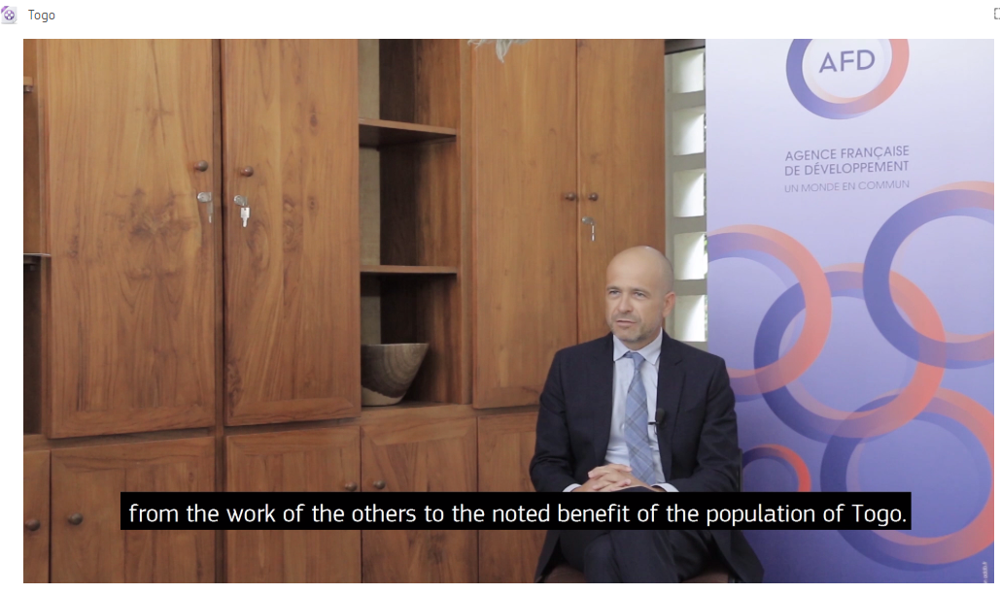 Togo
AFD
AGENCE FRANÇAISE
DE DÉVELOPPEMENT
UN MONDE EN COMMUN
from the work of the others to the noted benefit of the population of Togo.